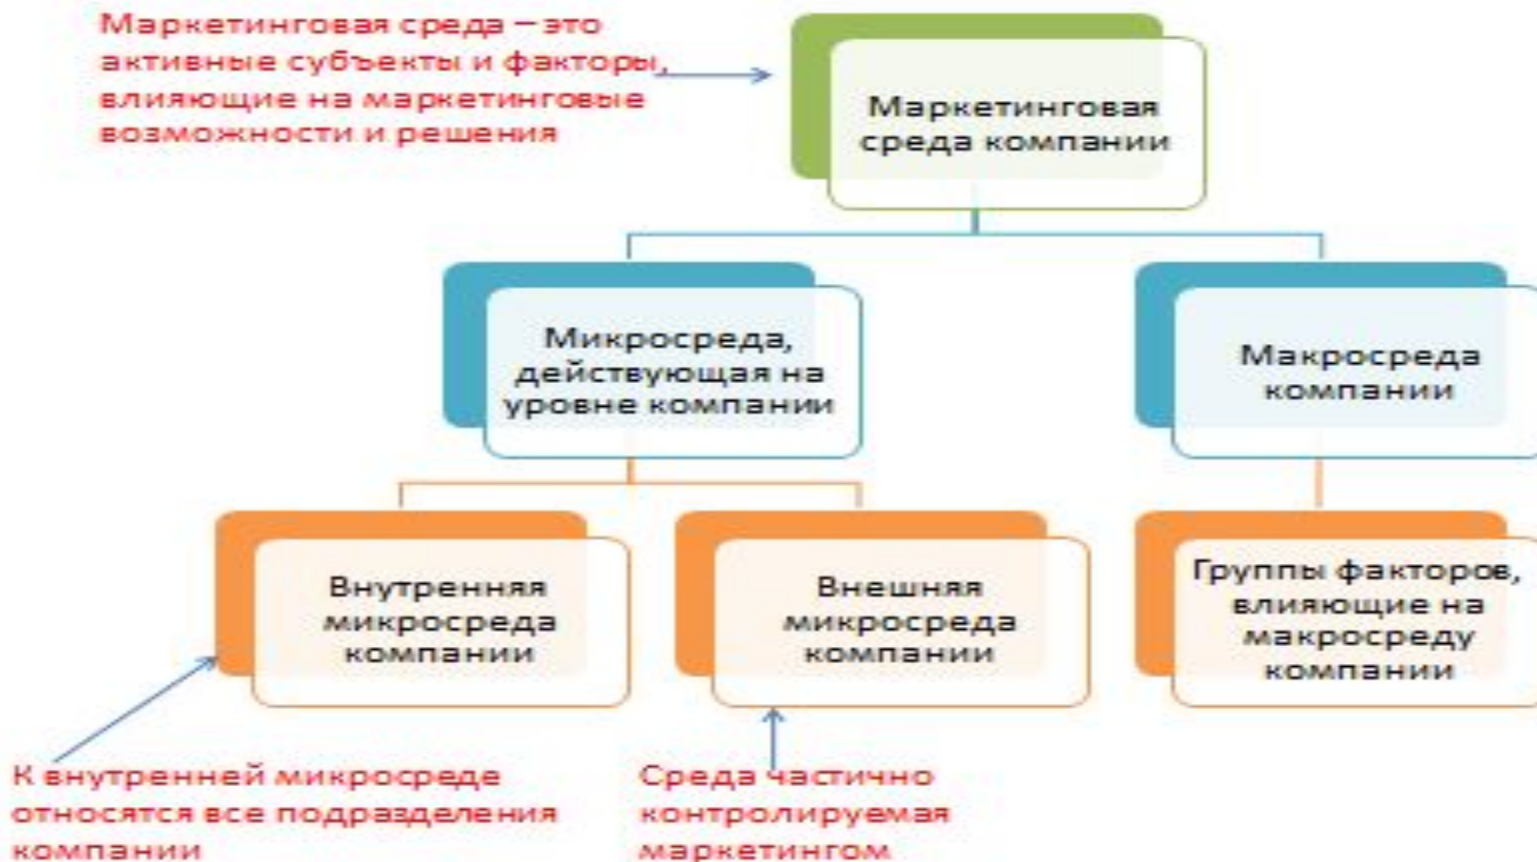 Маркетинговая среда – это
активные субъекты и факторы,
влияющие на маркетинговые
возможности и решения
Маркетинговая
среда компании
Микросреда,
действующая на
уровне компании
Макросреда
компании
Внутренняя
микросреда
компании
Внешняя
микросреда
компании
Группы факторов,
влияющие на
макросреду
компании
К внутренней микросреде
относятся все подразделения
компании
Среда частично
контролируемая
маркетингом